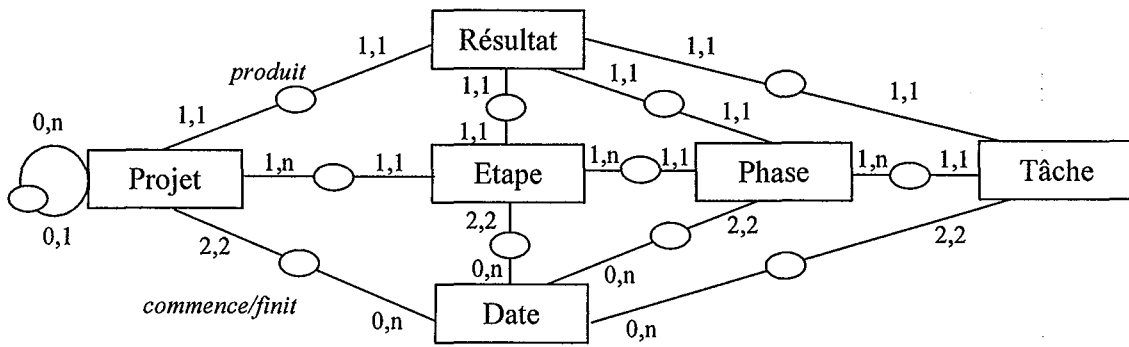 Résultat
1,1 1,1
produit 1,1 1,1
1,1 1,1 1,1 1,1
0,n
Projet 1,n 1,1 Etape 1,n 1,1 Phase 1,n 1,1 Tâche
0,1 2,2 2,2 2,2 2,2
0,n 0,n
commence/finit 0,n Date 0,n